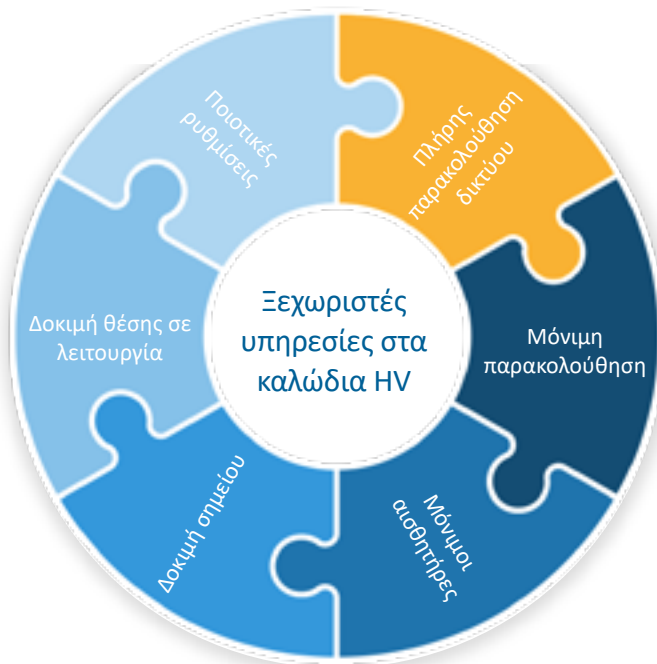 Ποιοτικές
ρυθμίσεις
Πλήρης
παρακολούθηση
δικτύου
Δοκιμή θέσης σε
λειτουργία
Ξεχωριστές
υπηρεσίες στα
καλώδια HV
Μόνιμη
παρακολούθηση
Δοκιμή σημείου
Μόνιμοι
αισθητήρες